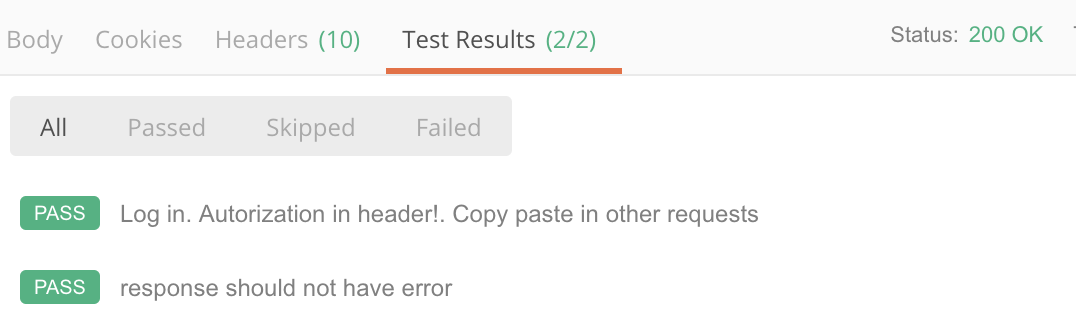 Body Cookies Headers (10) Test Results (2/2) Status: 200 OK
All Passed Skipped Failed
PASS Log in. Autorization in header!. Copy paste in other requests
PASS response should not have error